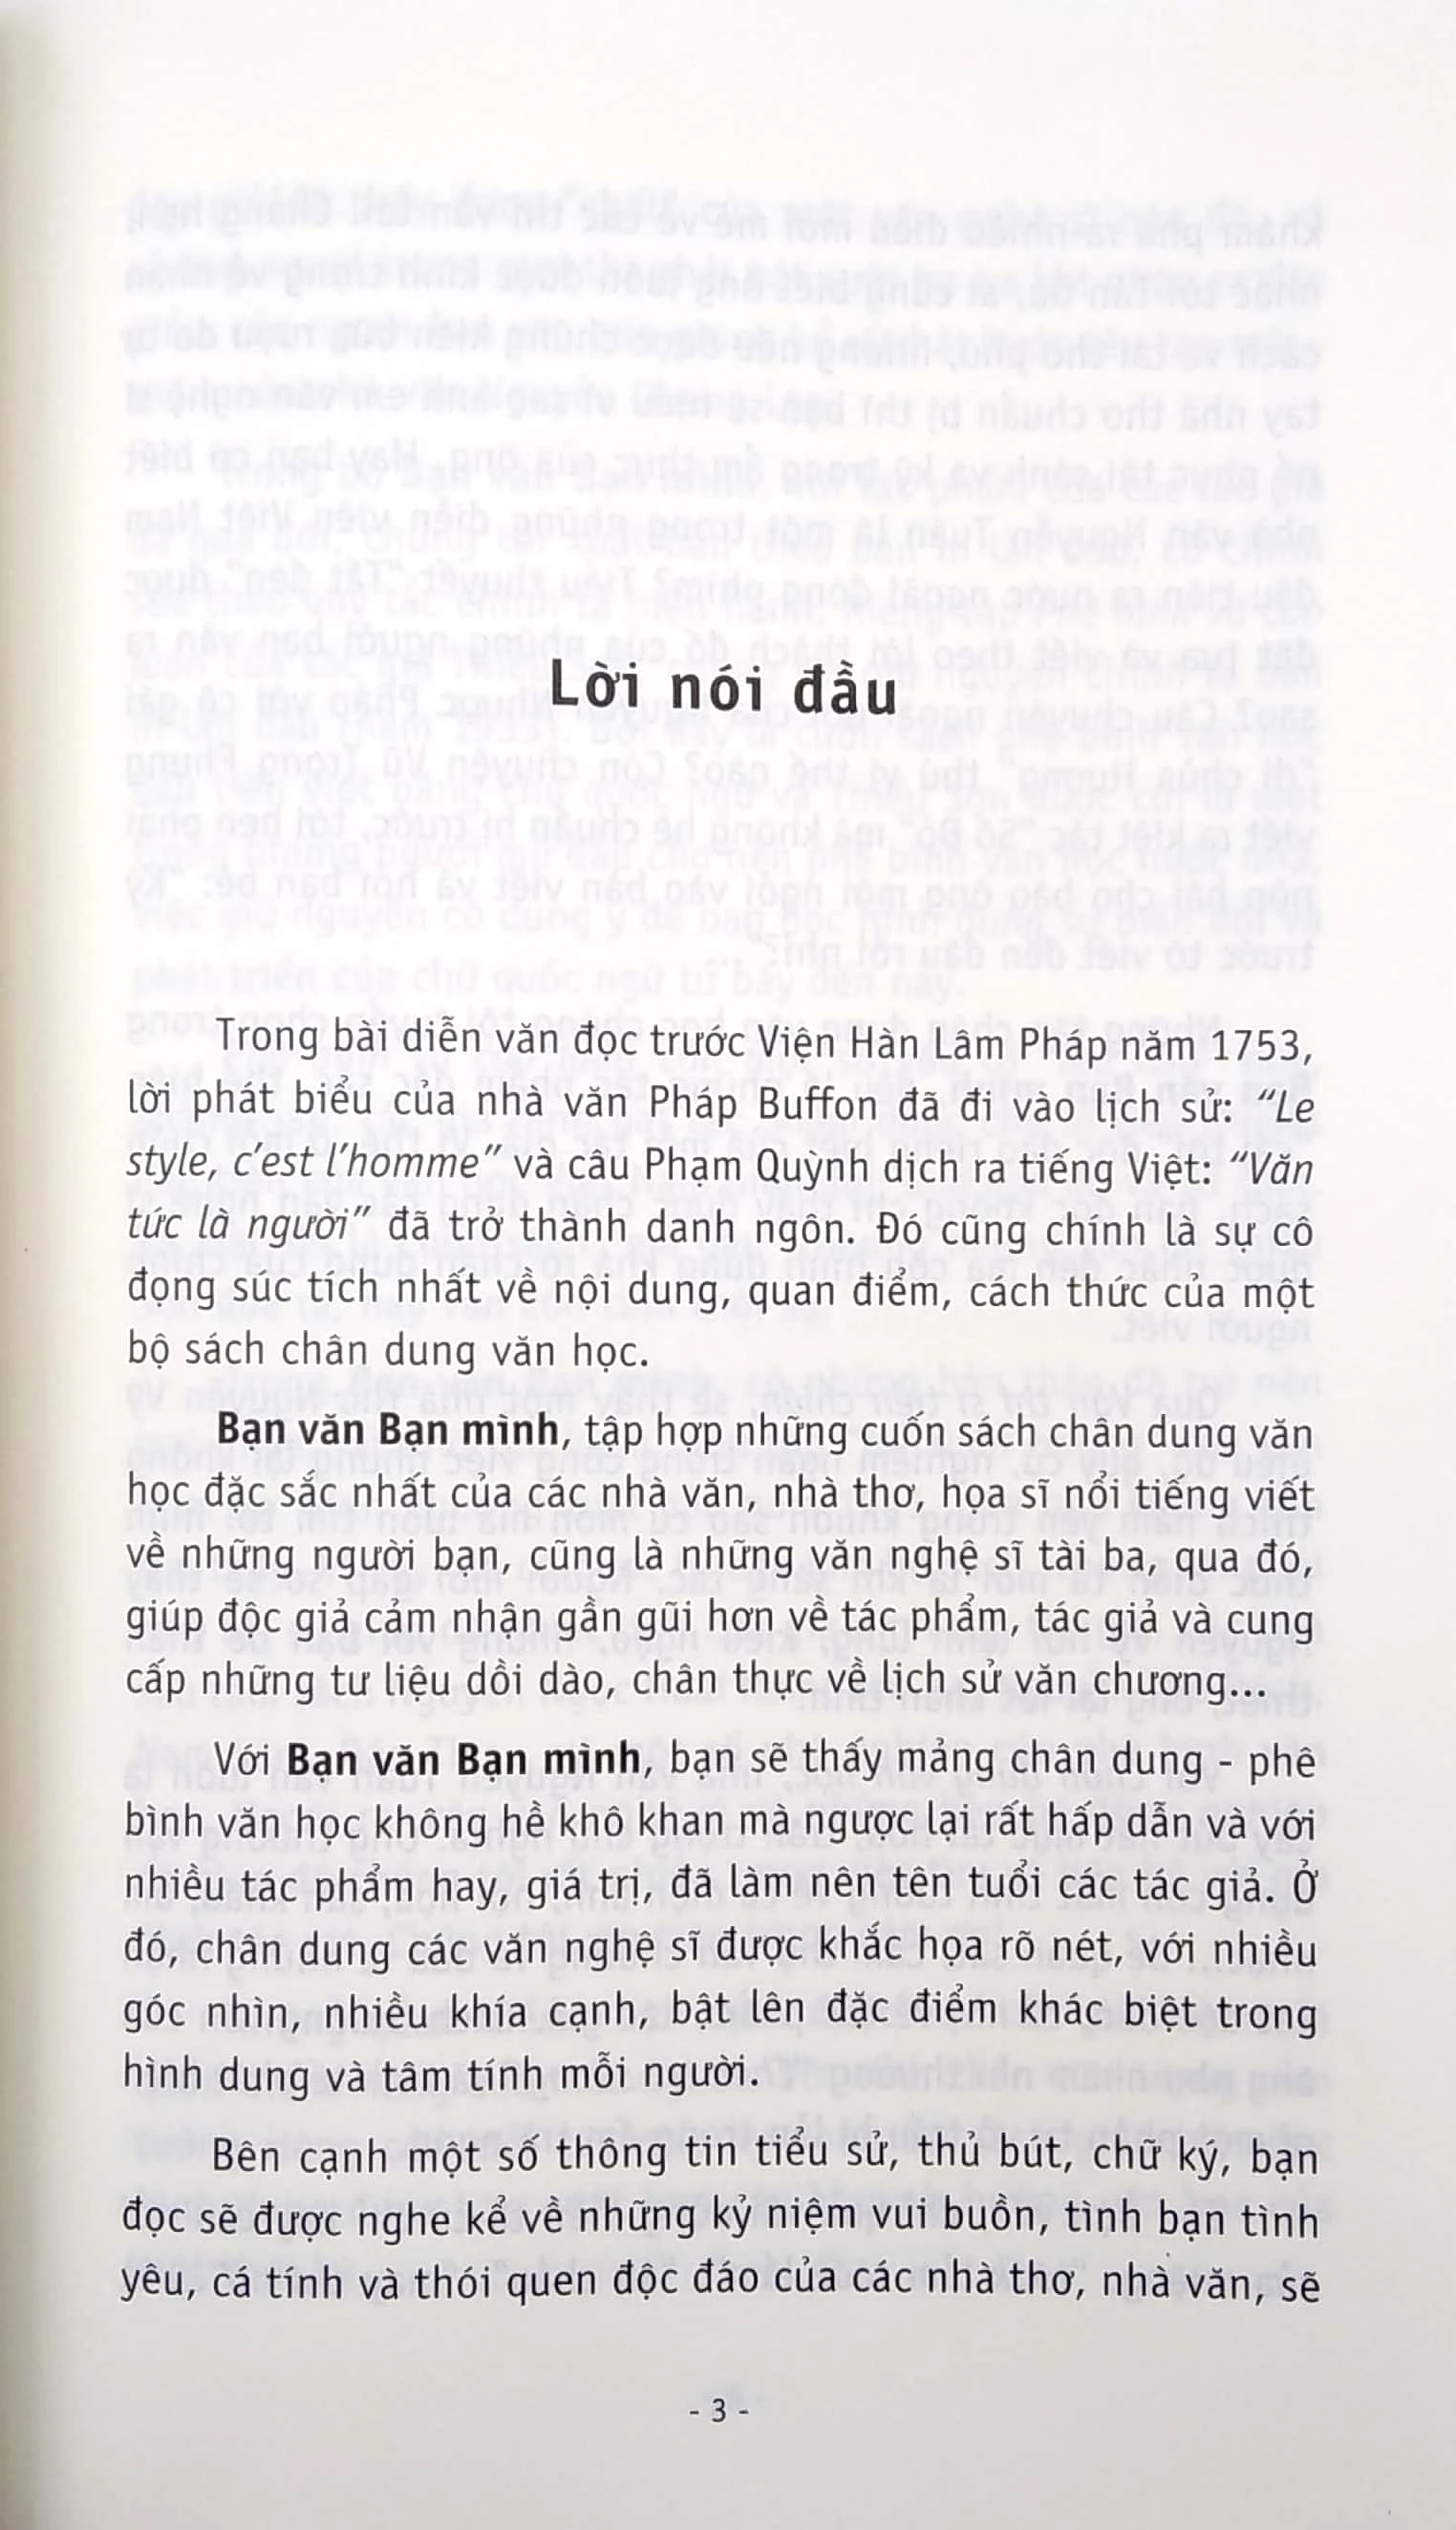 Lời nói đầu
Trong bài diễn văn đọc trước Viện Hàn Lâm Pháp năm 1753,
lời phát biểu của nhà văn Pháp Buffon đã đi vào lịch sử: “Le
style, c’est l’homme” và câu Phạm Quỳnh dịch ra tiếng Việt: “Văn
tức là người” đã trở thành danh ngôn. Đó cũng chính là sự cô
đọng súc tích nhất về nội dung, quan điểm, cách thức của một
bộ sách chân dung văn học.
Bạn văn Bạn mình, tập hợp những cuốn sách chân dung văn
học đặc sắc nhất của các nhà văn, nhà thơ, họa sĩ nổi tiếng viết
về những người bạn, cũng là những văn nghệ sĩ tài ba, qua đó,
giúp độc giả cảm nhận gần gũi hơn về tác phẩm, tác giả và cung
cấp những tư liệu dồi dào, chân thực về lịch sử văn chương...
Với Bạn văn Bạn mình, bạn sẽ thấy mảng chân dung - phê
bình văn học không hề khô khan mà ngược lại rất hấp dẫn và với
nhiều tác phẩm hay, giá trị, đã làm nên tên tuổi các tác giả. Ở
đó, chân dung các văn nghệ sĩ được khắc họa rõ nét, với nhiều
góc nhìn, nhiều khía cạnh, bật lên đặc điểm khác biệt trong
hình dung và tâm tính mỗi người.
Bên cạnh một số thông tin tiểu sử, thủ bút, chữ ký, bạn
đọc sẽ được nghe kể về những kỷ niệm vui buồn, tình bạn tình
yêu, cá tính và thói quen độc đáo của các nhà thơ, nhà văn, sẽ
- 3 -